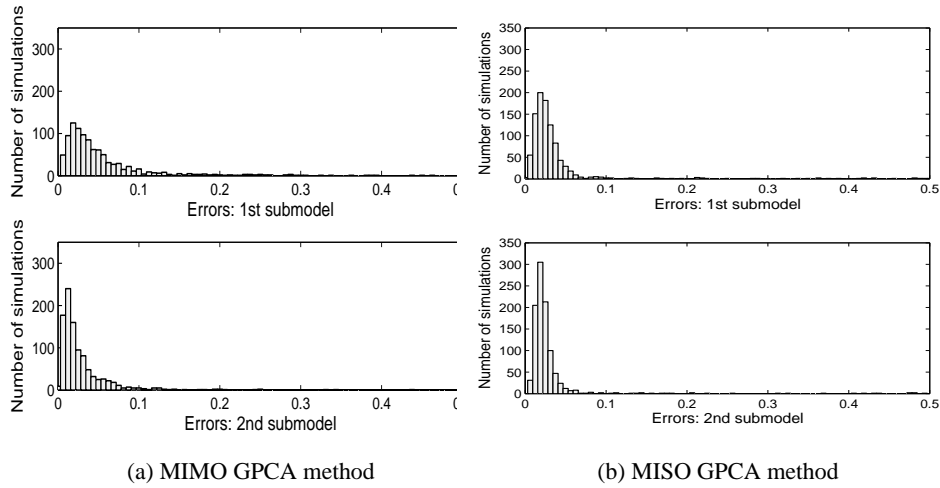 Number of simulations
300
200
100
0
0 0.1 0.2 0.3 0.4 0.
Errors: 1st submodel
Number of simulations
300
200
100
0
0 0.1 0.2 0.3 0.4 0.
Errors: 2nd submodel
(a) MIMO GPCA method
Number of simulations
350
300
250
200
150
100
50
0
0 0.1 0.2 0.3 0.4 0.5
Errors: 1st submodel
Number of simulations
350
300
250
200
150
100
50
0
0 0.1 0.2 0.3 0.4 0.5
Errors: 2nd submodel
(b) MISO GPCA method